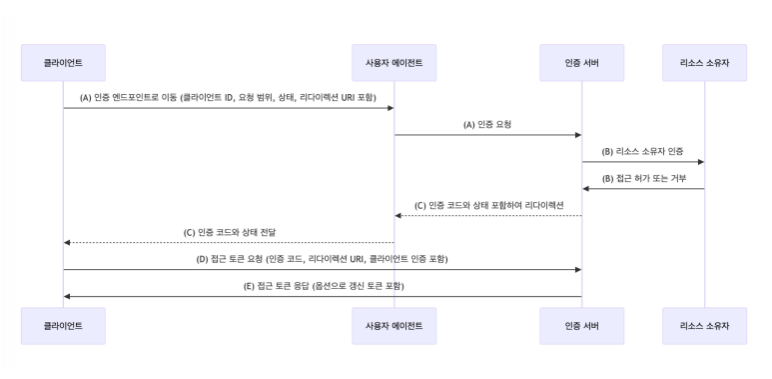 클라이언트
사용자 에이전트
인증 서버
리소스 소유자
(A) 인증 엔드포인트로 이동 (클라이언트 ID, 요청 범위, 상태, 리다이렉션 URI 포함)
(A) 인증 요청
(B) 리소스 소유자 인증
(B) 접근 허가 또는 거부
(C) 인증 코드와 상태 포함하여 리다이렉션
(C) 인증 코드와 상태 전달
(D) 접근 토큰 요청 (인증 코드, 리다이렉션 URI, 클라이언트 인증 포함)
(E) 접근 토큰 응답 (옵션으로 갱신 토큰 포함)
클라이언트
사용자 에이전트
인증 서버
리소스 소유자